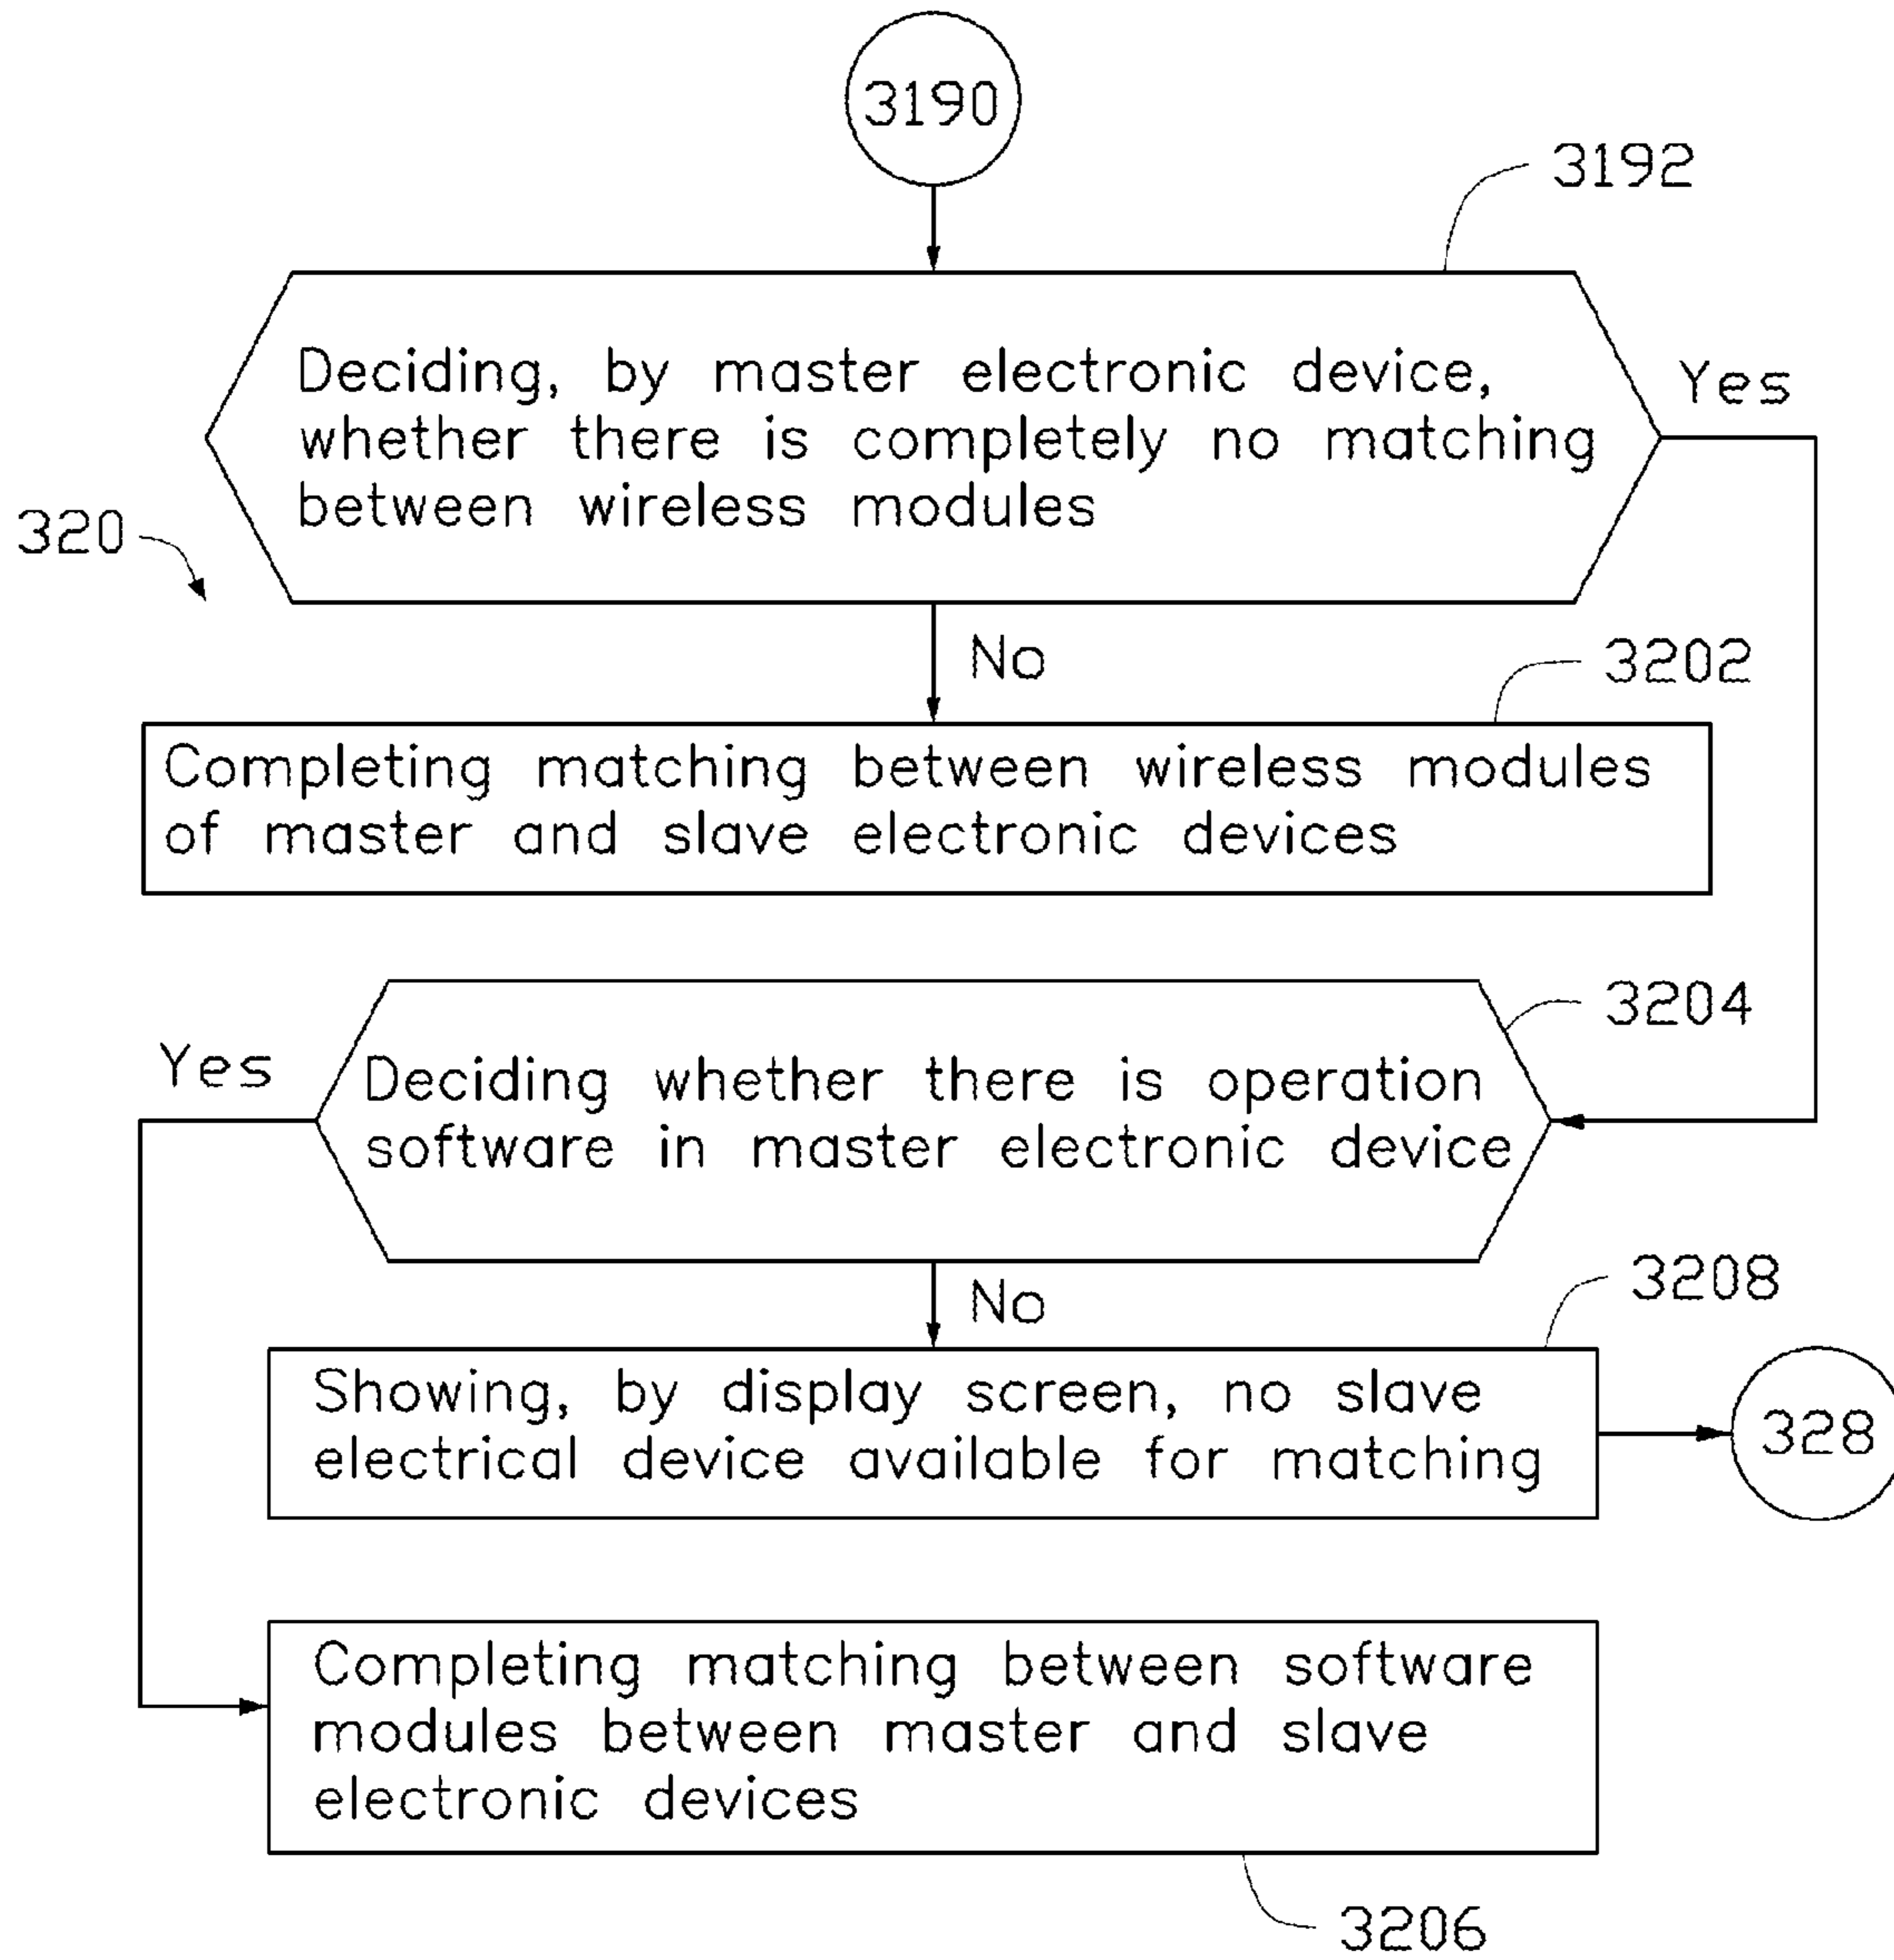 3190
3192
Deciding, by master electronic device,
whether there is completely no matching
between wireless modules
Yes
320
No
3202
Completing matching between wireless modules
of master and slave electronic devices
3204
Yes
Deciding whether there is operation
software in master electronic device
No
3208
Showing, by display screen, no slave
electrical device available for matching
328
Completing matching between software
modules between master and slave
electronic devices
3206